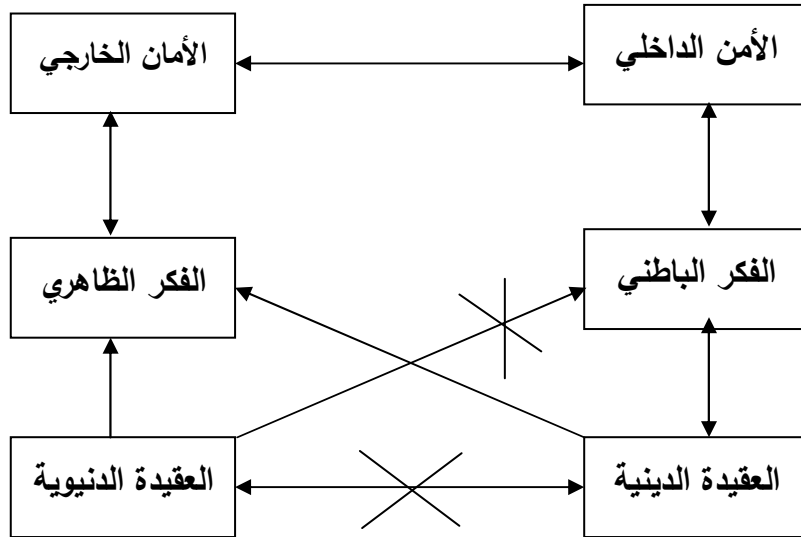 الأمن الداخلي
الأمان الخارجي
الفكر الباطني
الفكر الظاهري
العقيدة الدينية
العقيدة الدنيوية